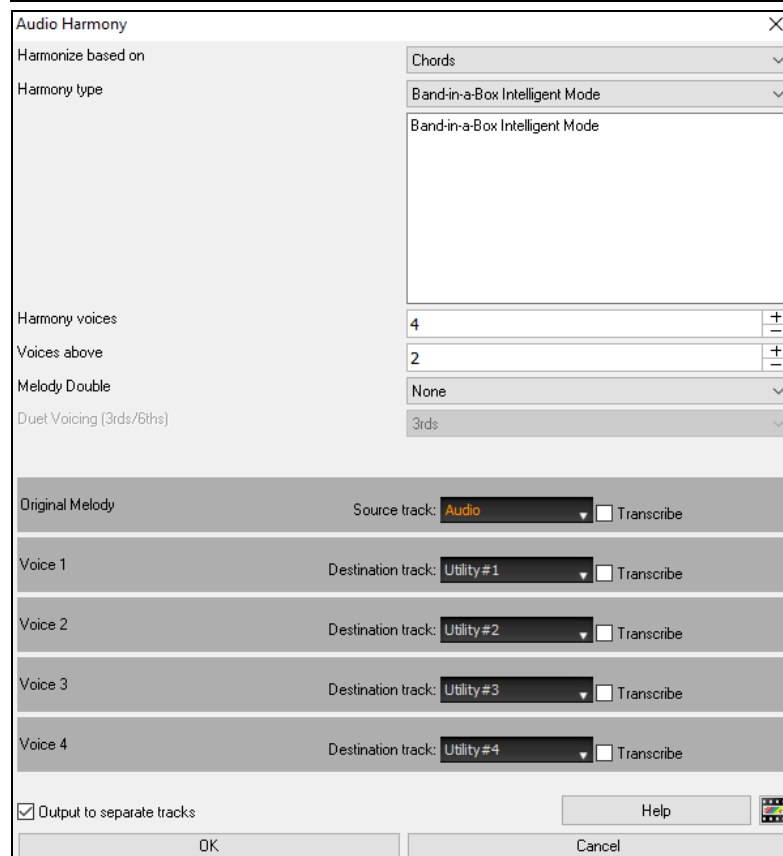 Audio Harmony
Harmonize based on Chords
Harmony type Band-in-a-Box Intelligent Mode
Band-in-a-Box Intelligent Mode
Harmony voices 4
Voices above 2
Melody Double None
Duet Voicing (3rds/6ths) 3rds
Original Melody Source track: Audio Transcribe
Voice 1 Destination track: Utility#1 Transcribe
Voice 2 Destination track: Utility#2 Transcribe
Voice 3 Destination track: Utility#3 Transcribe
Voice 4 Destination track: Utility#4 Transcribe
Output to separate tracks Help
OK Cancel